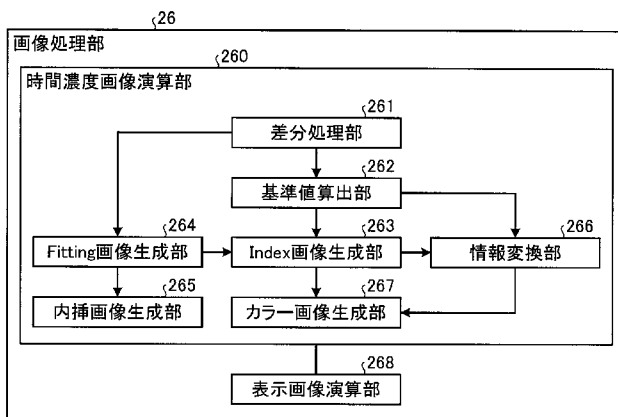 26
画像処理部
260
時間濃度画像演算部
261
差分処理部
262
基準値算出部
264
Fitting画像生成部
263
Index画像生成部
266
情報変換部
265
内挿画像生成部
267
カラー画像生成部
268
表示画像演算部